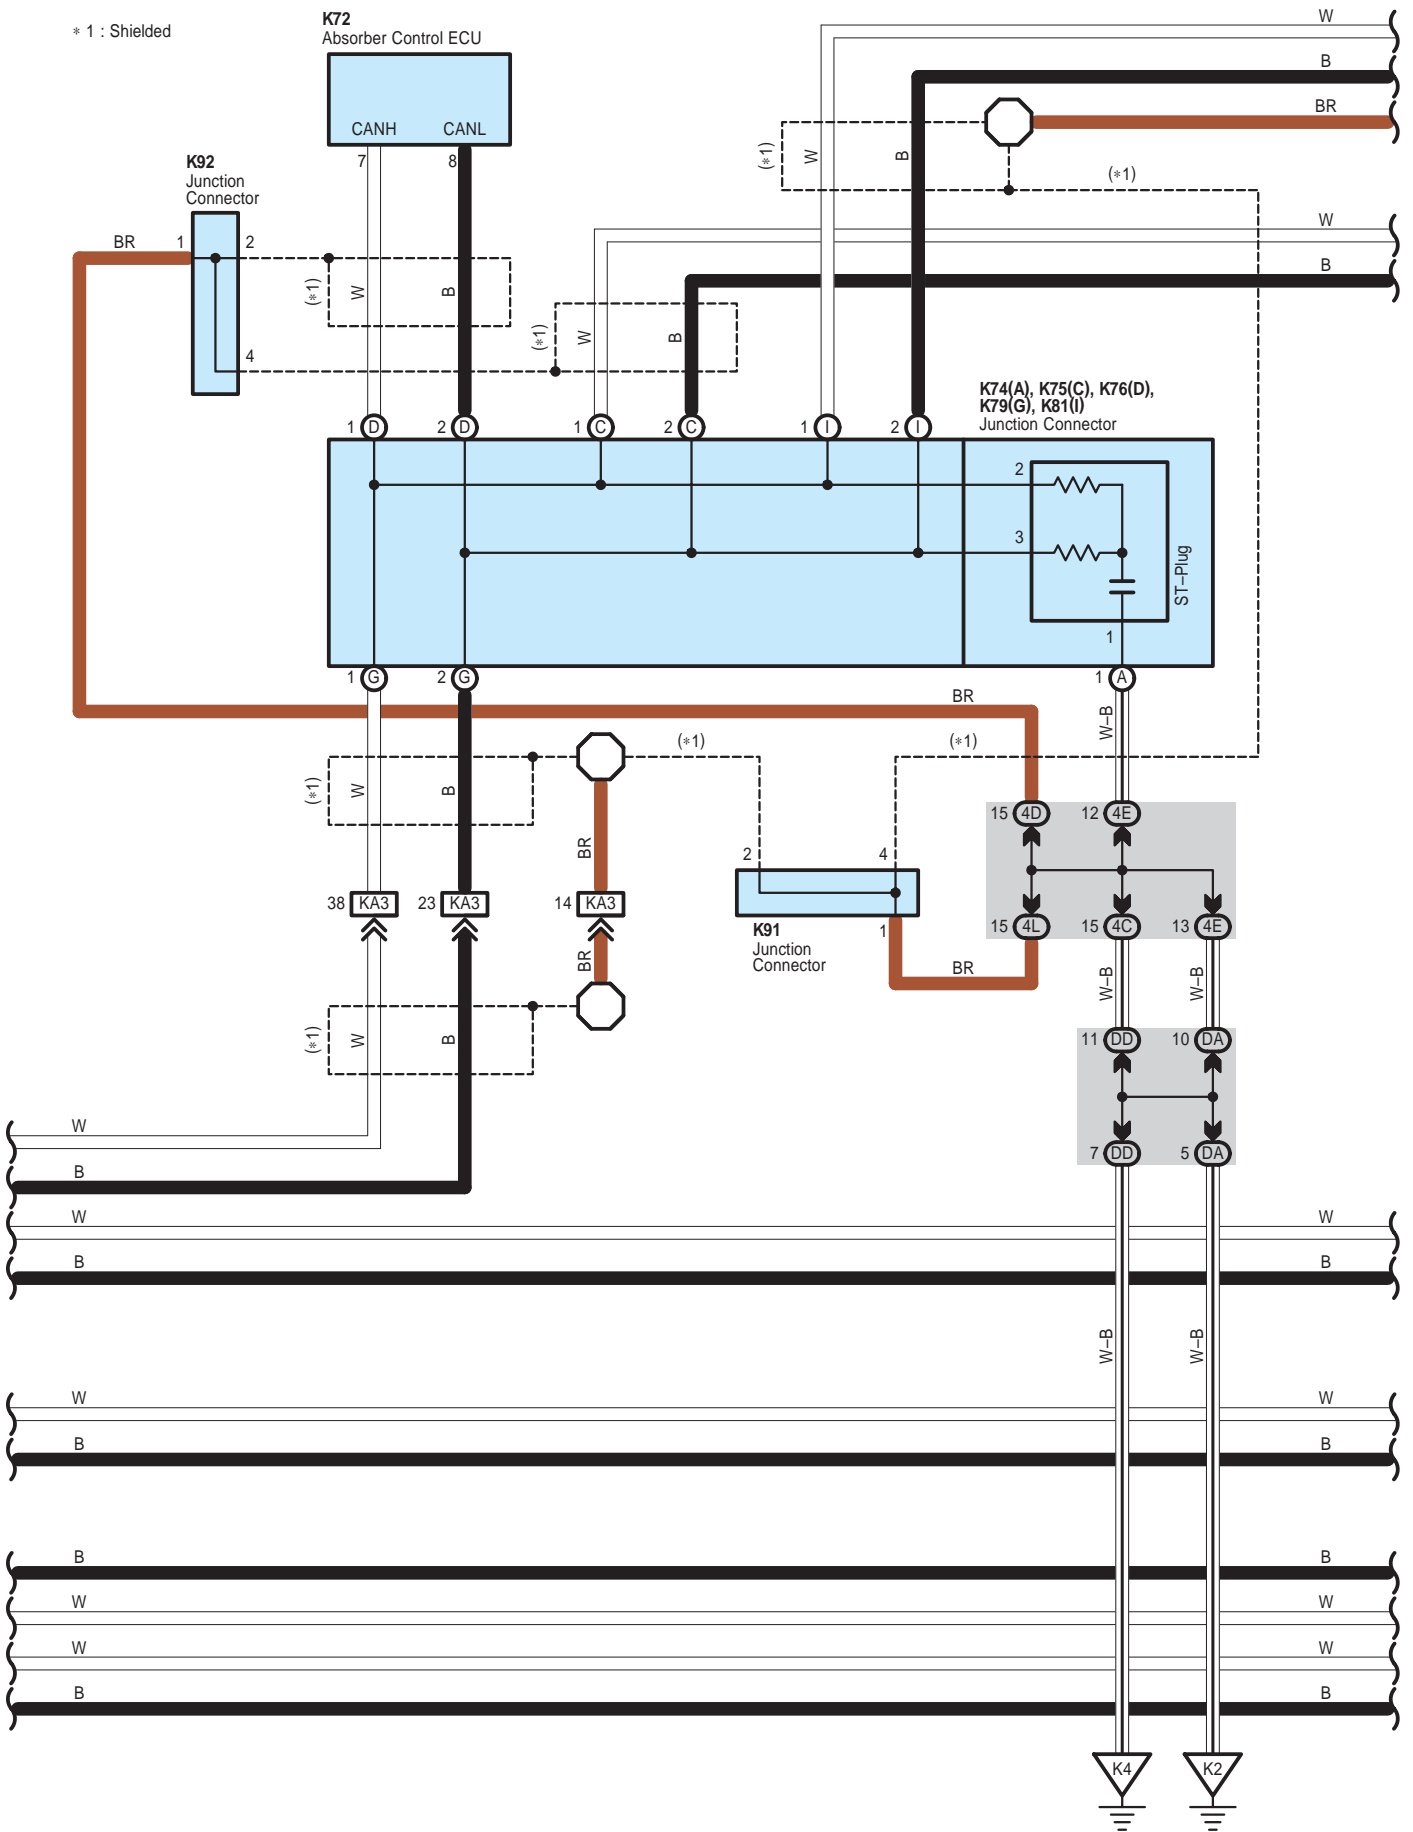 ∗ 1 : Shielded
K72
Absorber Control ECU
CANH CANL
7 8
K92
Junction
Connector
BR 1 2
4
(∗1) W B
(∗1) W B
(∗1) W B
(∗1)
W
B
BR
W
B
K74(A), K75(C), K76(D),
K79(G), K81(I)
Junction Connector
1 D 2 D 1 C 2 C 1 I 2 I
2
3
ST–Plug
1
1 G 2 G 1 A
BR
W–B
(∗1) (∗1)
(∗1) W B BR
15 4D 12 4E
2 4
38 KA3 23 KA3 14 KA3
K91
Junction
Connector
1
15 4L 15 4C 13 4E
BR
BR
W–B W–B
(∗1) W B
11 DD 10 DA
7 DD 5 DA
W
B
W W
B B
W–B W–B
W W
B B
B B
W W
W W
B B
K4 K2